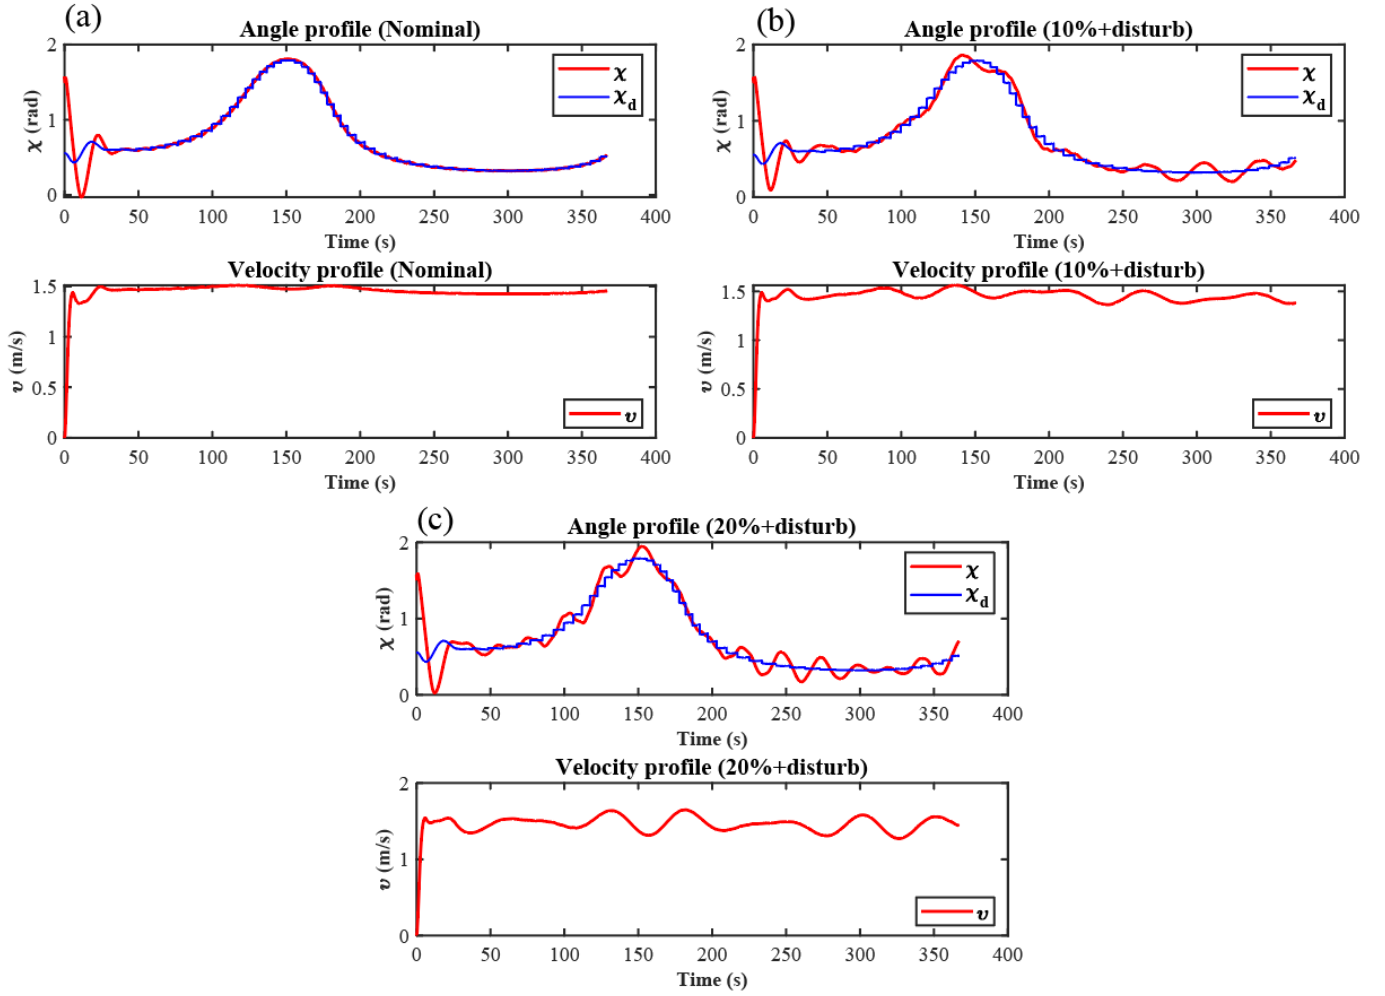 (a)
Angle profile (Nominal)
2
1
0
χ (rad)
χ
χd
0 50 100 150 200 250 300 350 400
Time (s)
Velocity profile (Nominal)
1.5
1
0.5
0
v (m/s)
v
0 50 100 150 200 250 300 350 400
Time (s)
(b)
Angle profile (10%+disturb)
2
1
0
χ (rad)
χ
χd
0 50 100 150 200 250 300 350 400
Time (s)
Velocity profile (10%+disturb)
1.5
1
0.5
0
v (m/s)
v
0 50 100 150 200 250 300 350 400
Time (s)
(c)
Angle profile (20%+disturb)
2
1
0
χ (rad)
χ
χd
0 50 100 150 200 250 300 350 400
Time (s)
Velocity profile (20%+disturb)
2
1
0
v (m/s)
v
0 50 100 150 200 250 300 350 400
Time (s)